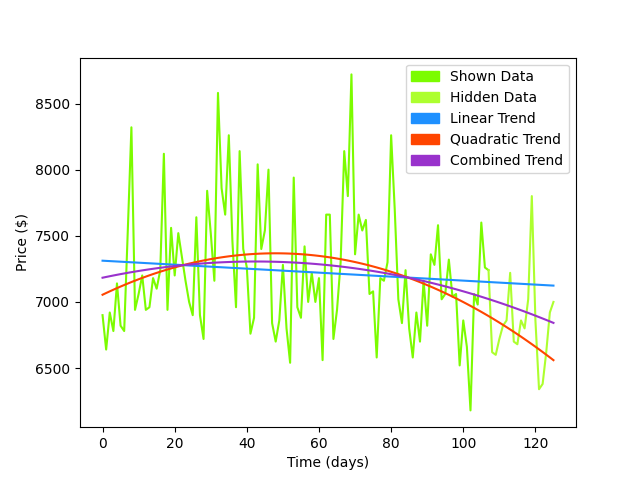 Shown Data
Hidden Data
Linear Trend
Quadratic Trend
Combined Trend
8500
8000
7500
7000
6500
Price ($)
0 20 40 60 80 100 120
Time (days)